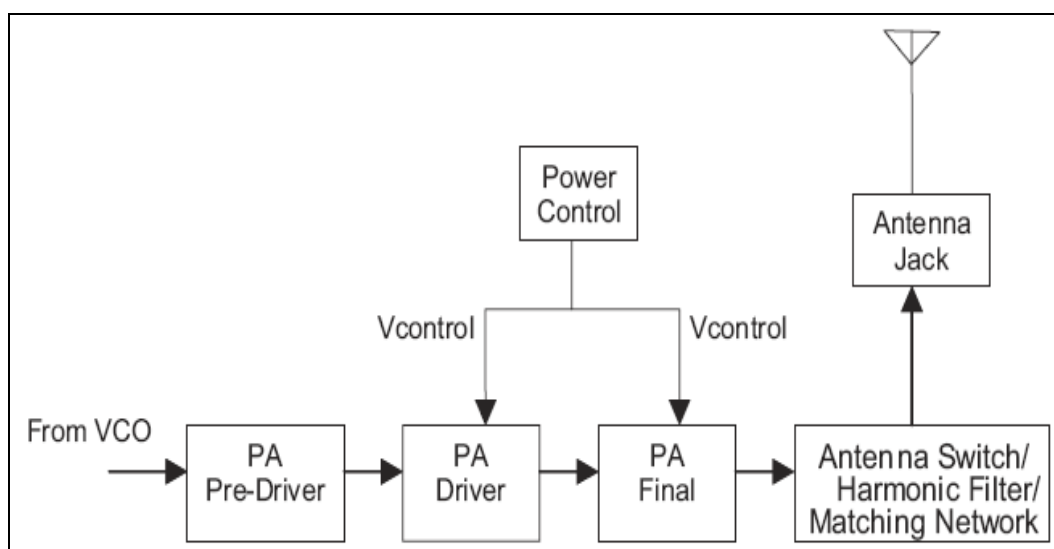 Power
Control
Antenna
Jack
Vcontrol
Vcontrol
From VCO
PA
Pre-Driver
PA
Driver
PA
Final
Antenna Switch/
Harmonic Filter/
Matching Network